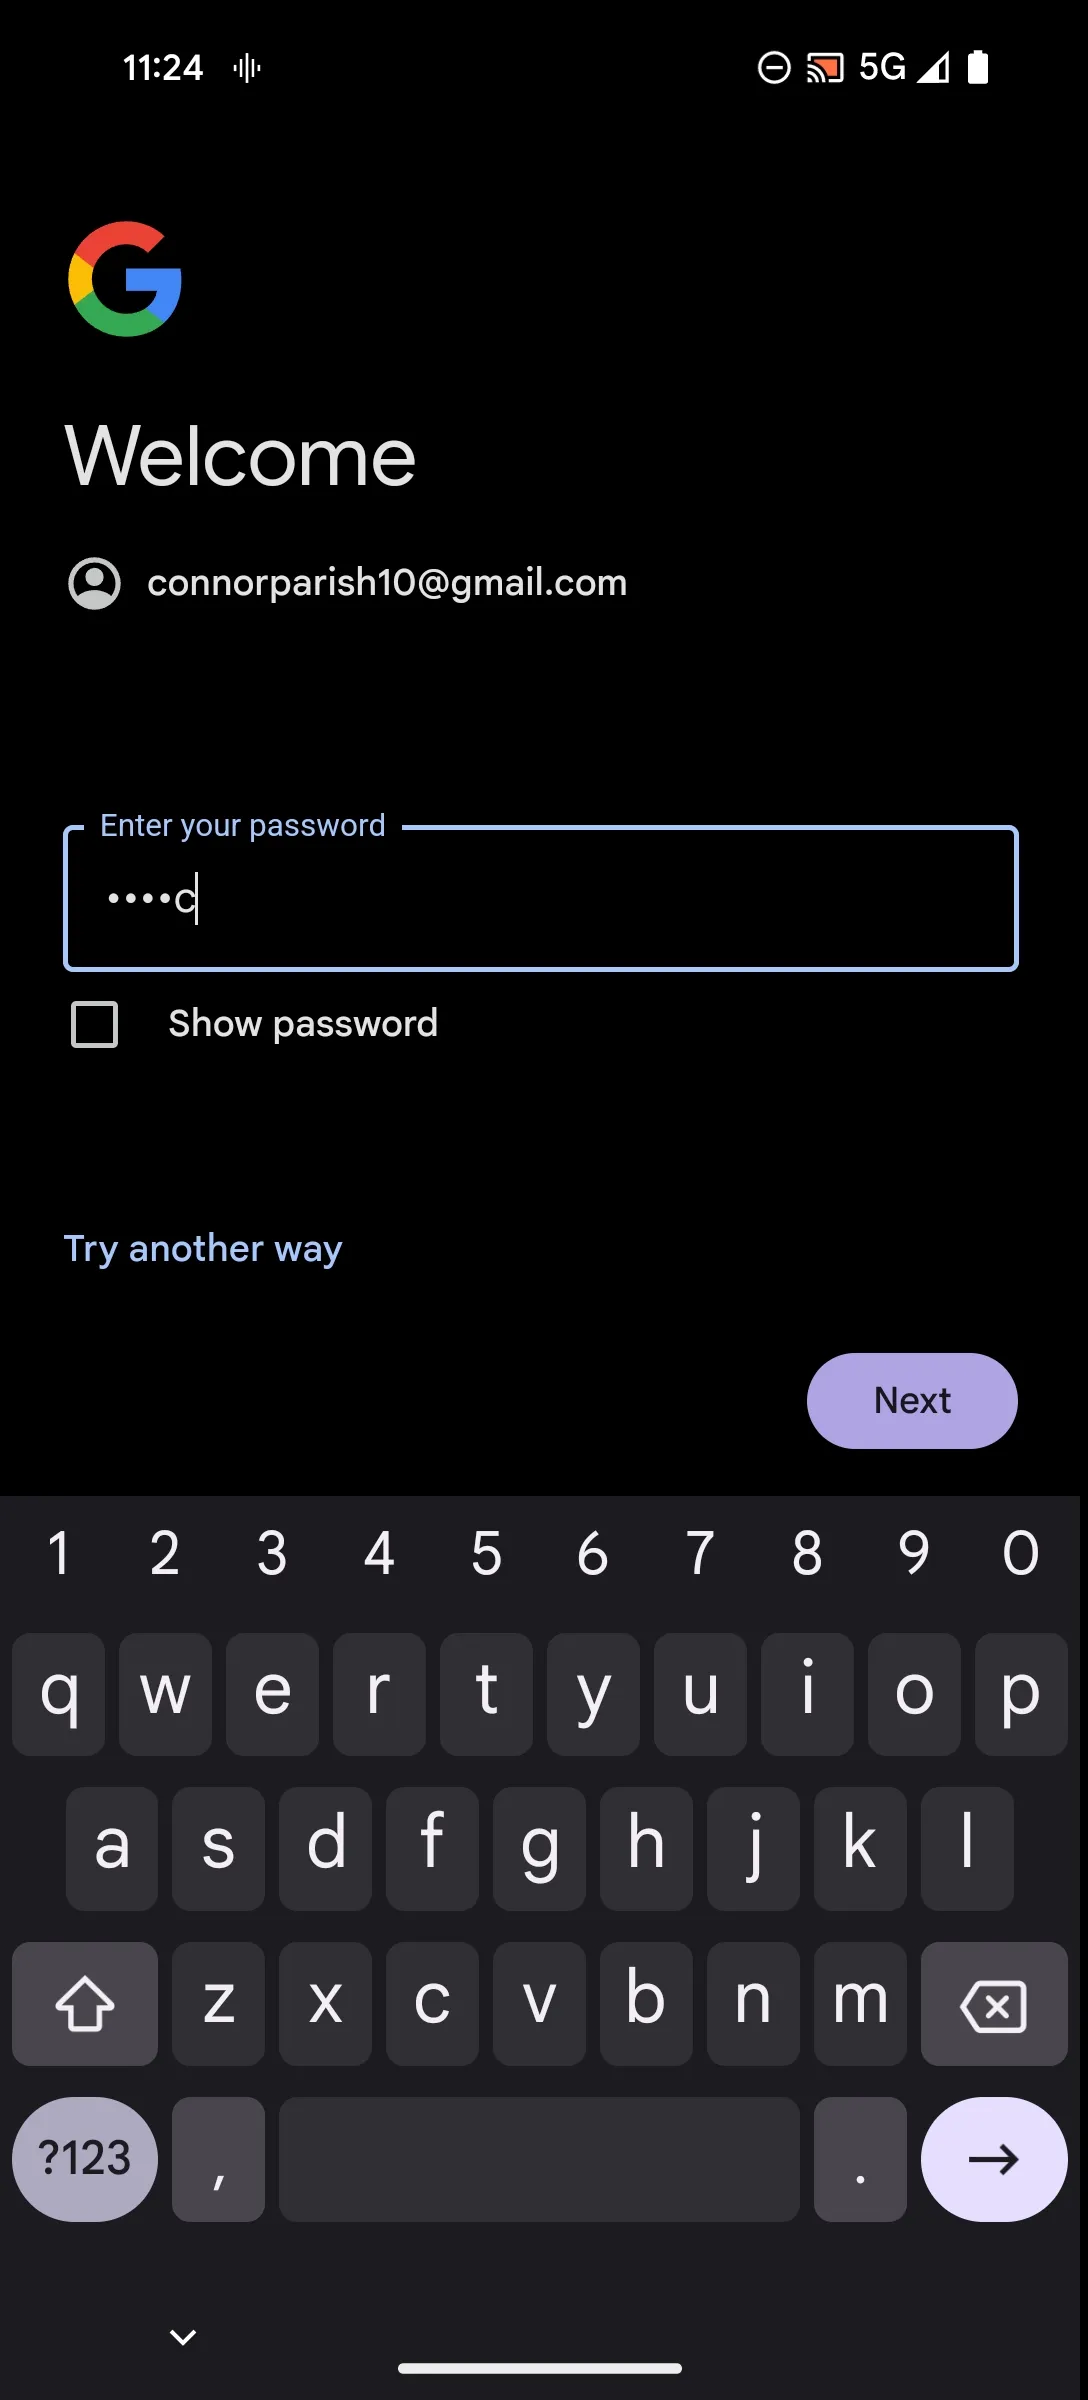 11:24 5G
Welcome
connorparish10@gmail.com
Enter your password
••••c
Show password
Try another way
Next
1 2 3 4 5 6 7 8 9 0
q w e r t y u i o p
a s d f g h j k l
z x c v b n m
?123 , .